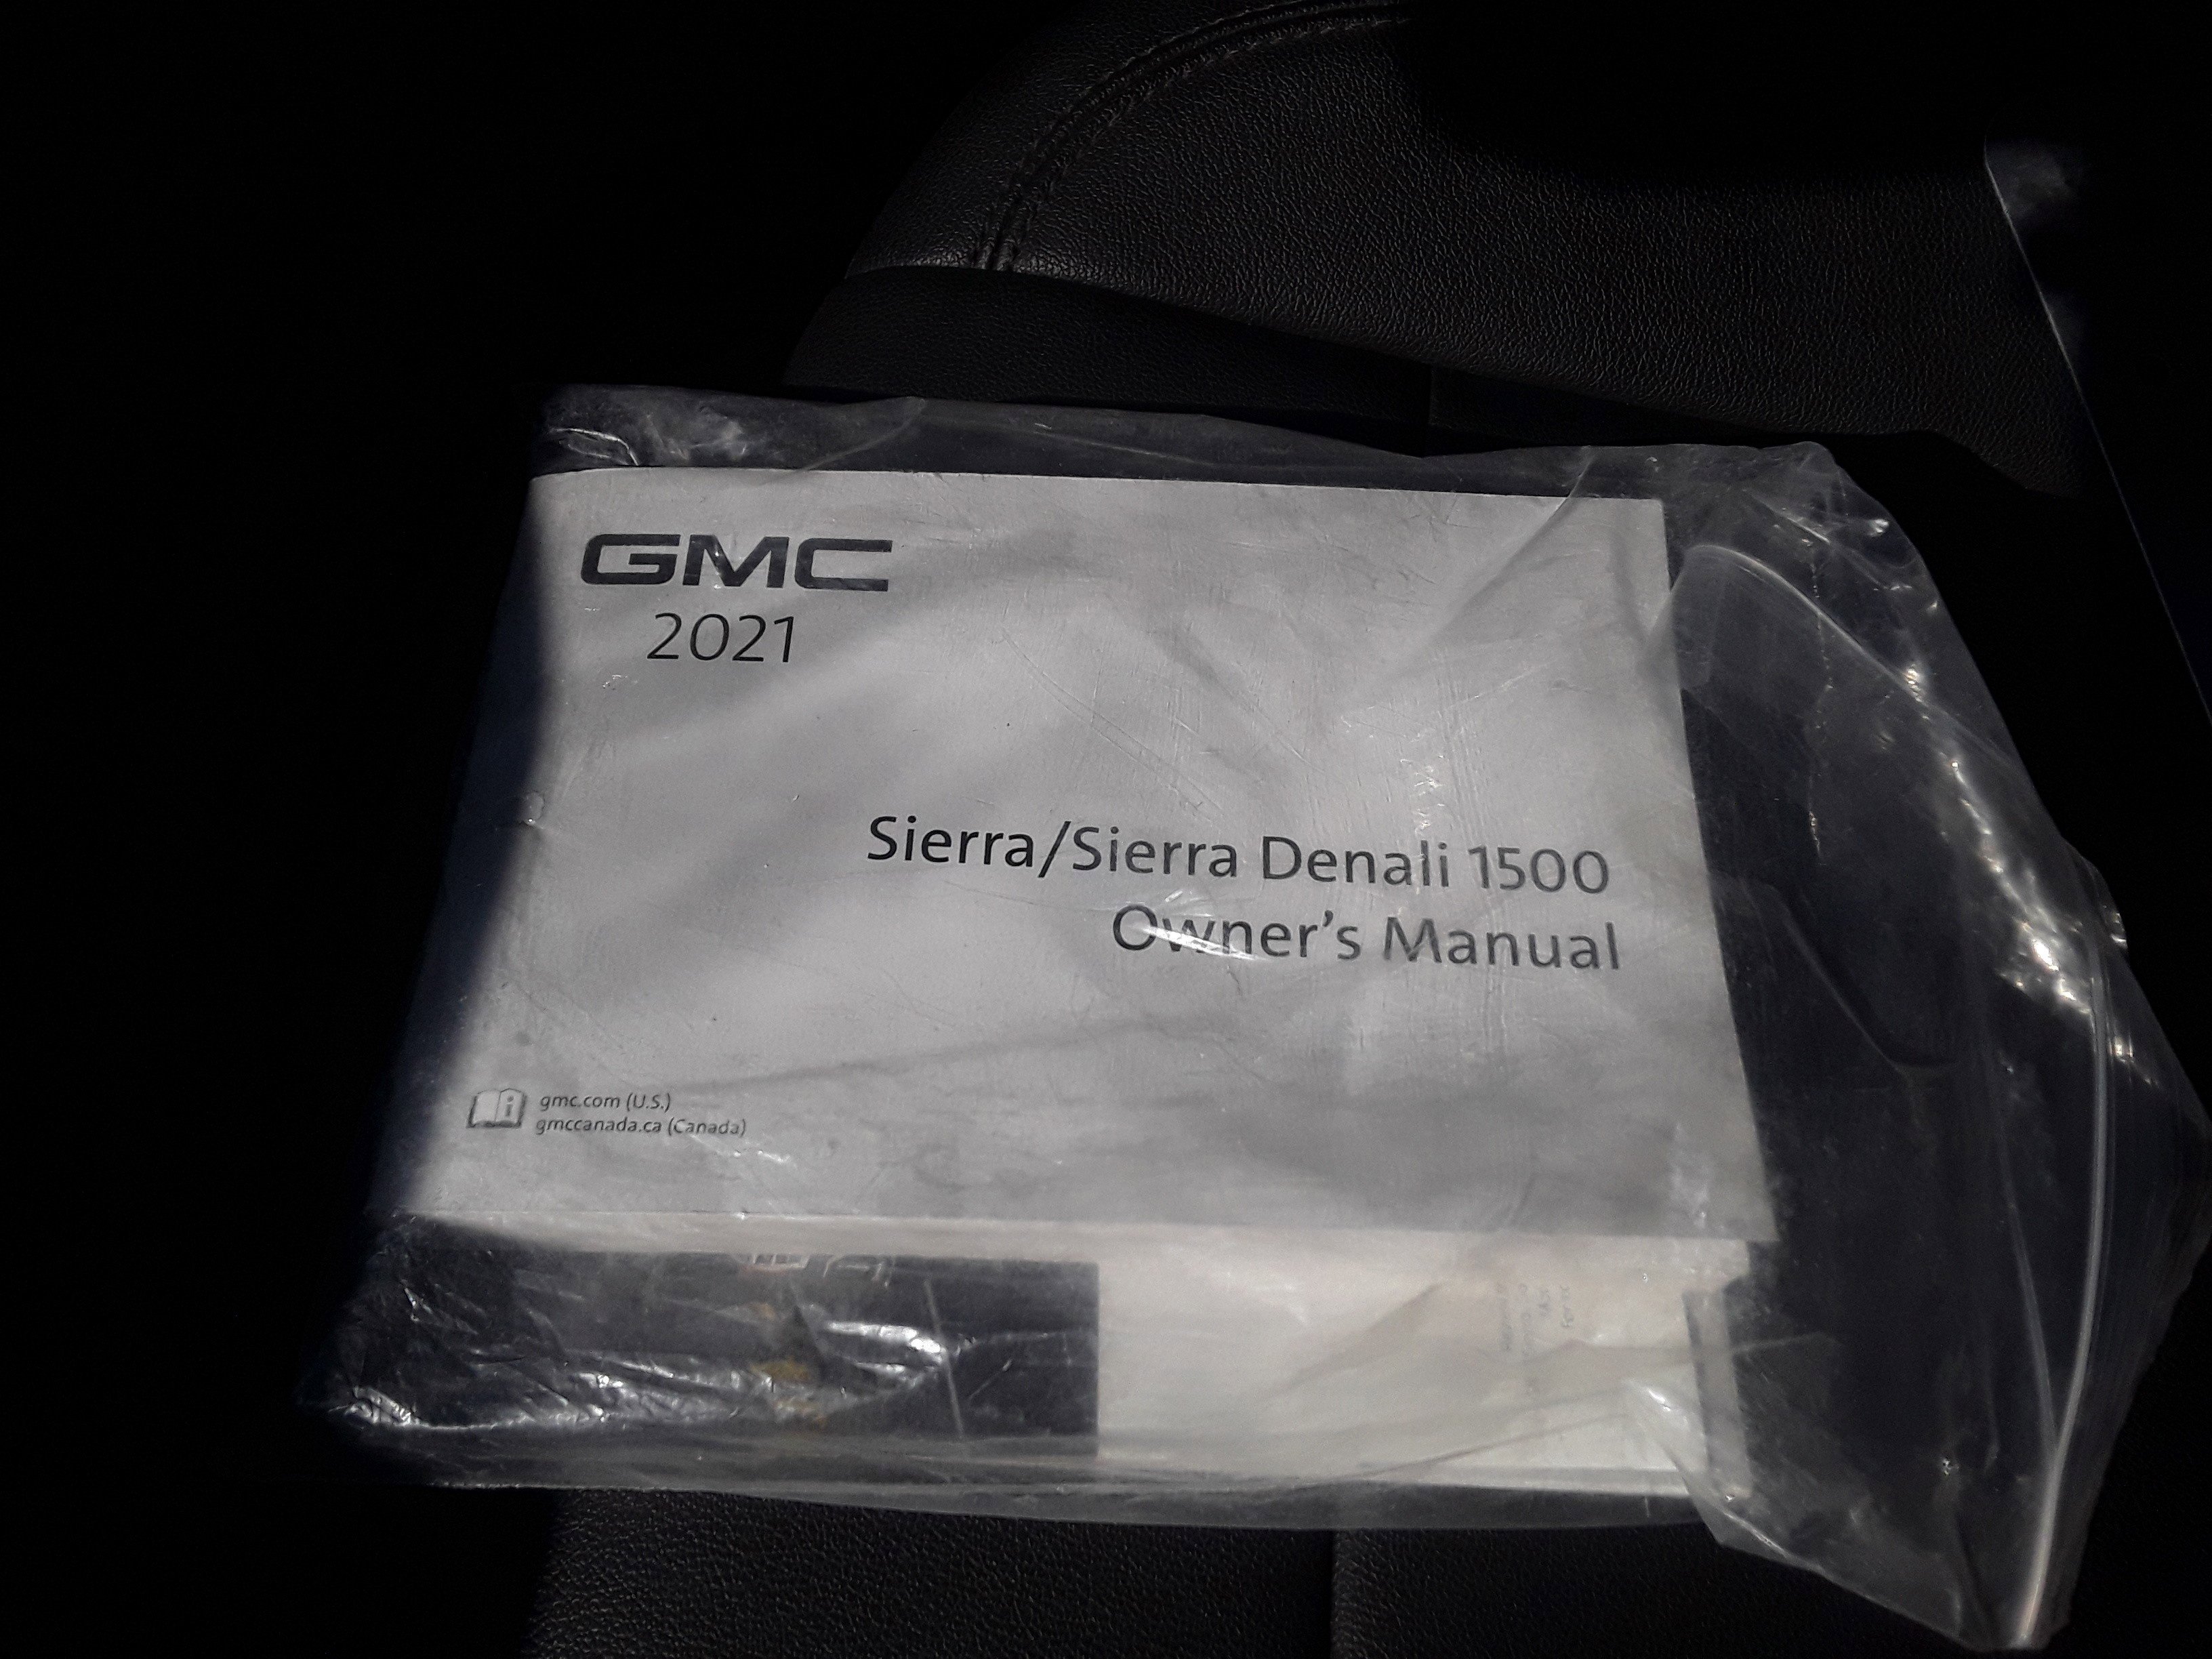 GMC
2021
Sierra/Sierra Denali 1500
Owner's Manual
gmc.com (U.S.)
gmccanada.ca (Canada)